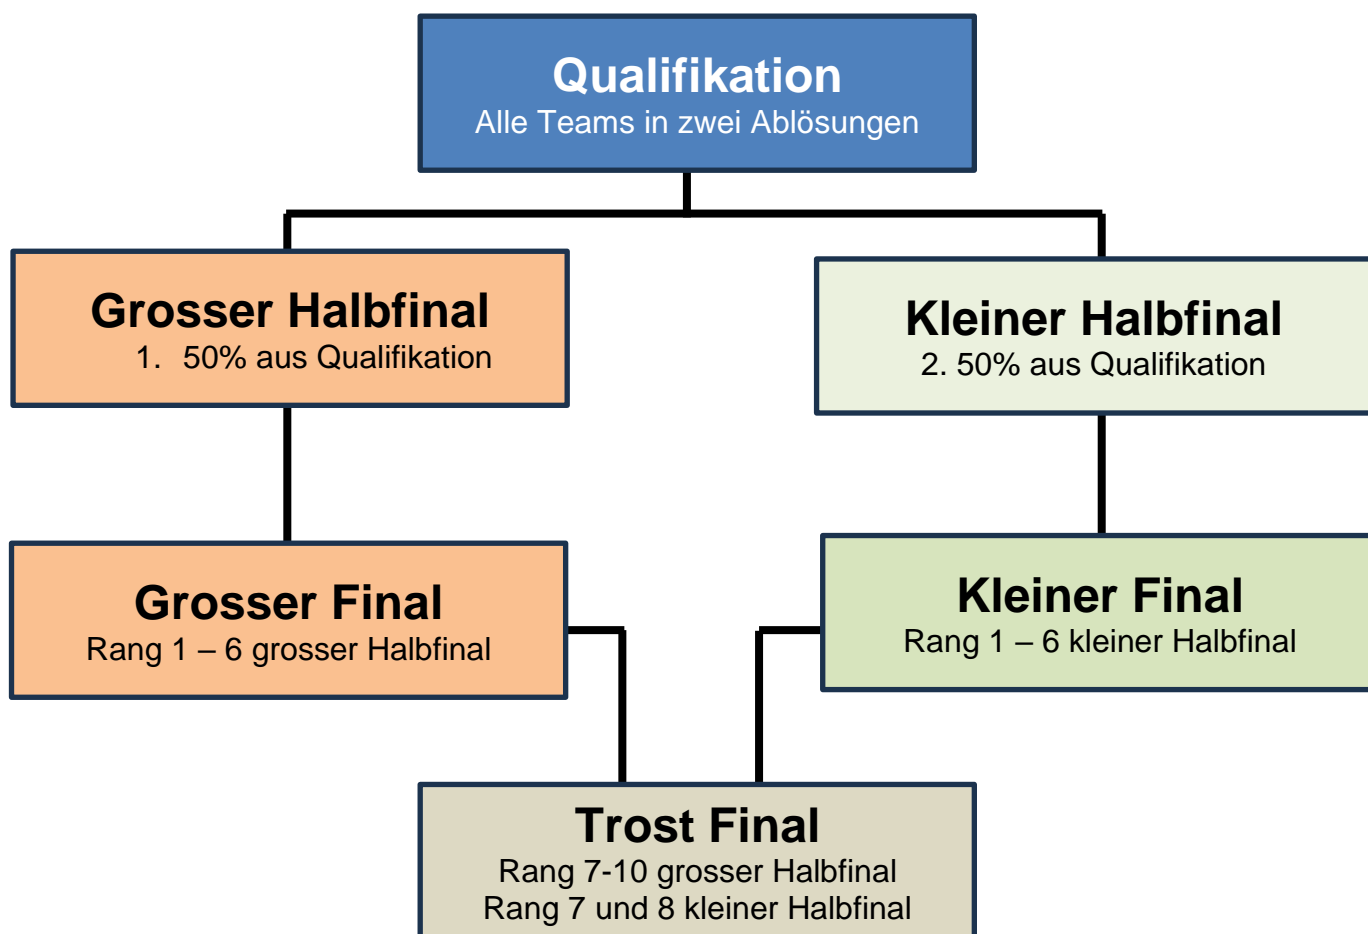 Qualifikation
Alle Teams in zwei Ablösungen
Grosser Halbfinal
1. 50% aus Qualifikation
Kleiner Halbfinal
2. 50% aus Qualifikation
Grosser Final
Rang 1 – 6 grosser Halbfinal
Kleiner Final
Rang 1 – 6 kleiner Halbfinal
Trost Final
Rang 7-10 grosser Halbfinal
Rang 7 und 8 kleiner Halbfinal